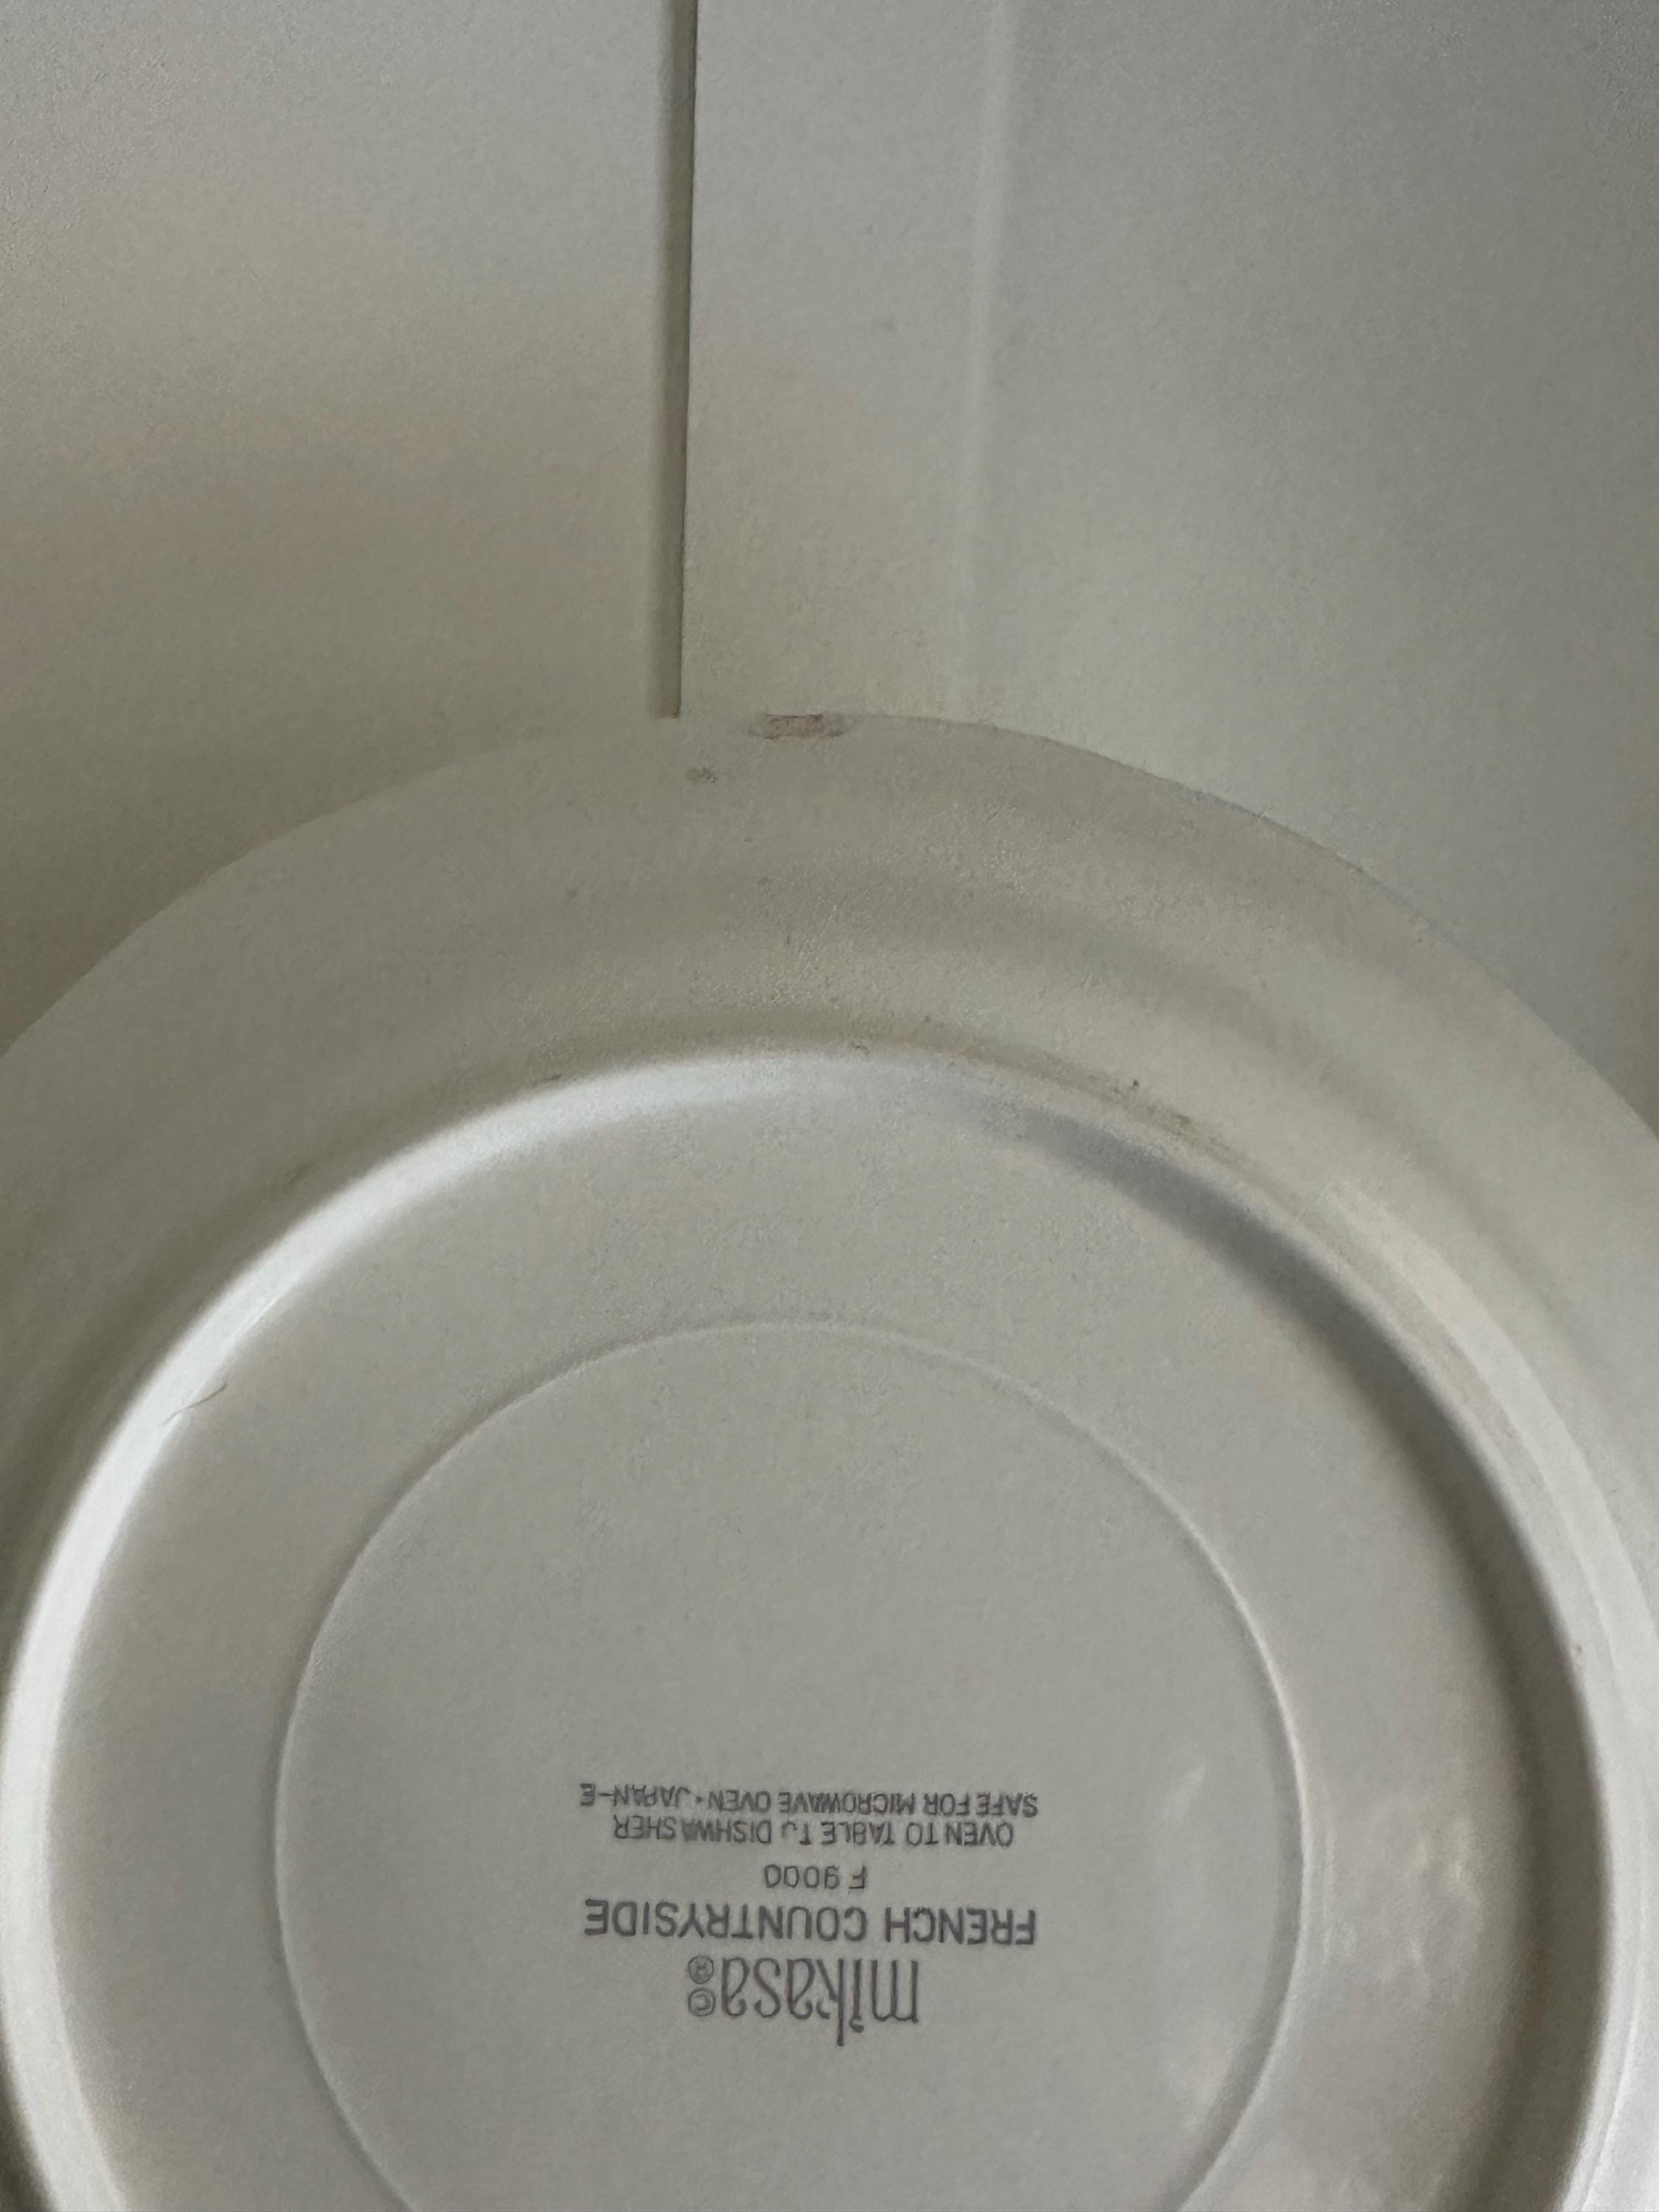 mikasa®©
FRENCH COUNTRYSIDE
F 9000
OVEN TO TABLE TO DISHWASHER
SAFE FOR MICROWAVE OVEN • JAPAN-E